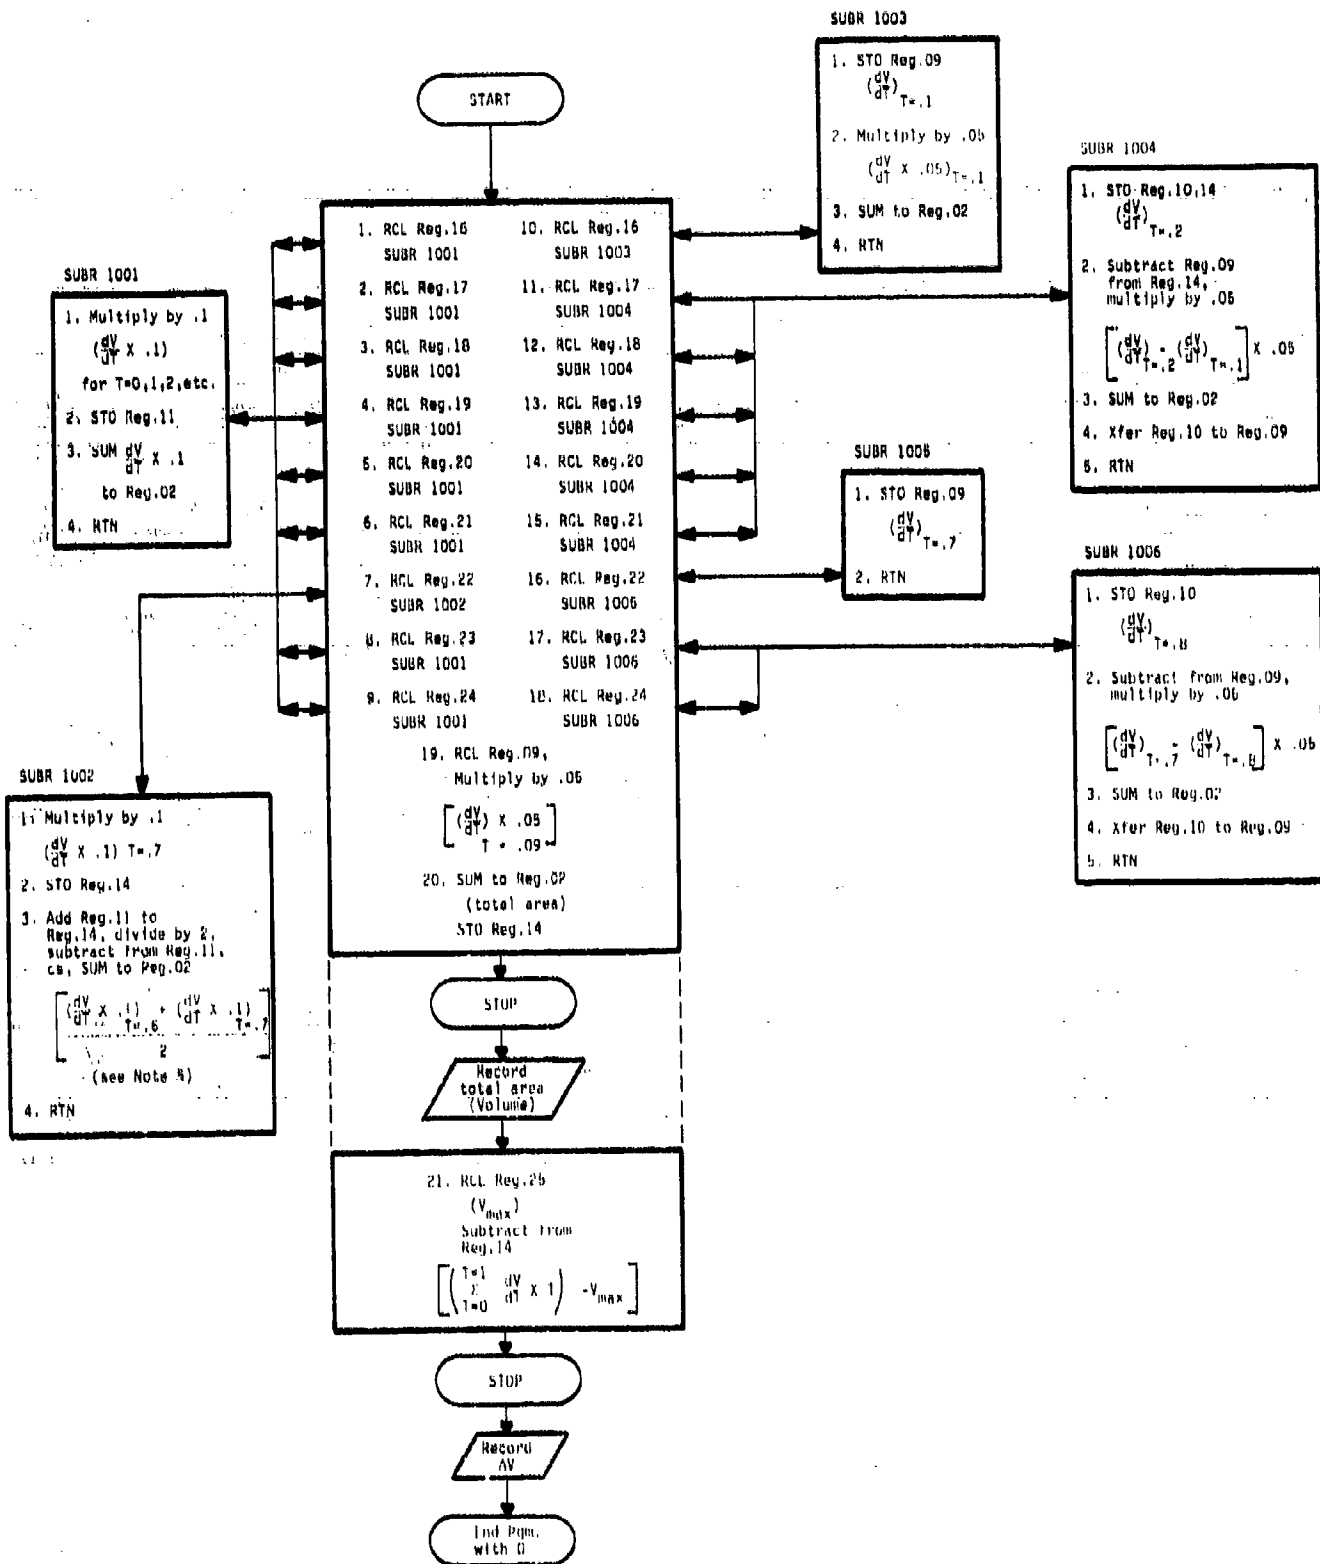 START
1. RCL Reg.16
SUBR 1001
2. RCL Reg.17
SUBR 1001
3. RCL Reg.18
SUBR 1001
4. RCL Reg.19
SUBR 1001
5. RCL Reg.20
SUBR 1001
6. RCL Reg.21
SUBR 1001
7. RCL Reg.22
SUBR 1002
8. RCL Reg.23
SUBR 1001
9. RCL Reg.24
SUBR 1001
10. RCL Reg.16
SUBR 1003
11. RCL Reg.17
SUBR 1004
12. RCL Reg.18
SUBR 1004
13. RCL Reg.19
SUBR 1004
14. RCL Reg.20
SUBR 1004
15. RCL Reg.21
SUBR 1004
16. RCL Reg.22
SUBR 1005
17. RCL Reg.23
SUBR 1006
18. RCL Reg.24
SUBR 1006
19. RCL Reg.09,
Multiply by .05
[(dV/dT) X .05]
T = .09
20. SUM to Reg.02
(total area)
STO Reg.14
STOP
Record
total area
(Volume)
21. RCL Reg.25
(Vmax)
Subtract from
Reg.14
[(T=1 Σ T=0 dV/dT X 1) -Vmax]
STOP
Record
ΔV
End Pgm.
with 0
SUBR 1001
1. Multiply by .1
(dV/dT X .1)
for T=0,1,2,etc.
2. STO Reg.11
3. SUM dV/dT X .1
to Reg.02
4. RTN
SUBR 1002
1. Multiply by .1
(dV/dT X .1) T=.7
2. STO Reg.14
3. Add Reg.11 to
Reg.14, divide by 2,
subtract from Reg.11,
cs, SUM to Reg.02
[((dV/dT X .1)T=.6 + (dV/dT X .1)T=.7) / 2]
(see Note
4. RTN
SUBR 1003
1. STO Reg.09
(dV/dT)T=.1
2. Multiply by .05
(dV/dT X .05)T=.1
3. SUM to Reg.02
4. RTN
SUBR 1004
1. STO Reg.10,14
(dV/dT)T=.2
2. Subtract Reg.09
from Reg.14,
multiply by .05
[(dV/dT)T=.2 - (dV/dT)T=.1] X .05
3. SUM to Reg.02
4. Xfer Reg.10 to Reg.09
5. RTN
SUBR 1005
1. STO Reg.09
(dV/dT)T=.7
2. RTN
SUBR 1006
1. STO Reg.10
(dV/dT)T=.8
2. Subtract from Reg.09,
multiply by .05
[(dV/dT)T=.7 - (dV/dT)T=.8] X .05
3. SUM to Reg.02
4. Xfer Reg.10 to Reg.09
5. RTN